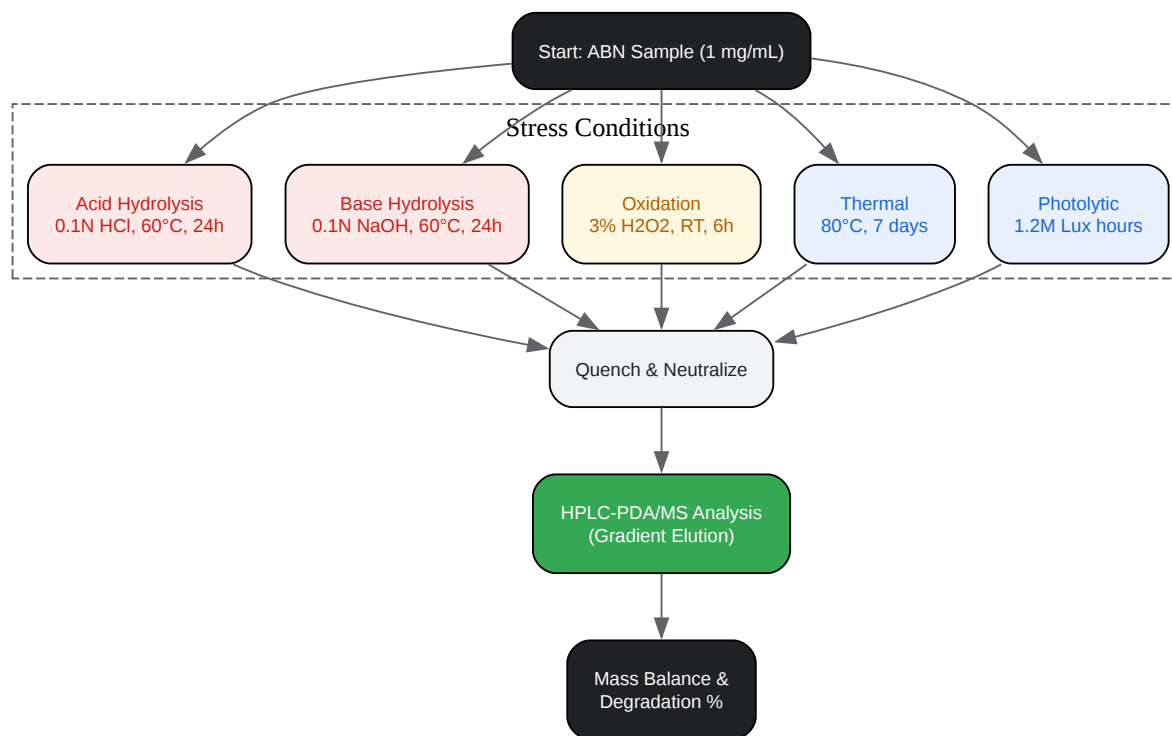 Start: ABN Sample (1 mg/mL)
Stress Conditions
Acid Hydrolysis
0.1N HCl, 60°C, 24h
Base Hydrolysis
0.1N NaOH, 60°C, 24h
Oxidation
3% H2O2, RT, 6h
Thermal
80°C, 7 days
Photolytic
1.2M Lux hours
Quench & Neutralize
HPLC-PDA/MS Analysis
(Gradient Elution)
Mass Balance &
Degradation %